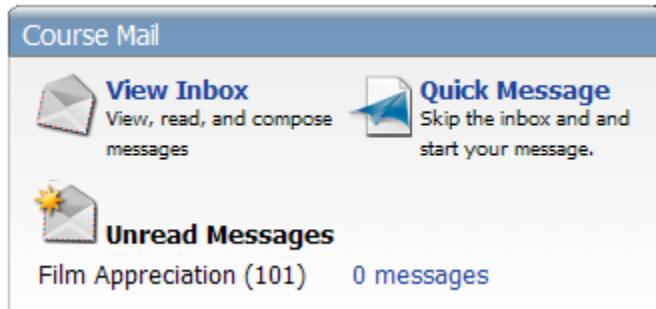 Course Mail
View Inbox
View, read, and compose
messages
Quick Message
Skip the inbox and and
start your message.
Unread Messages
Film Appreciation (101) 0 messages